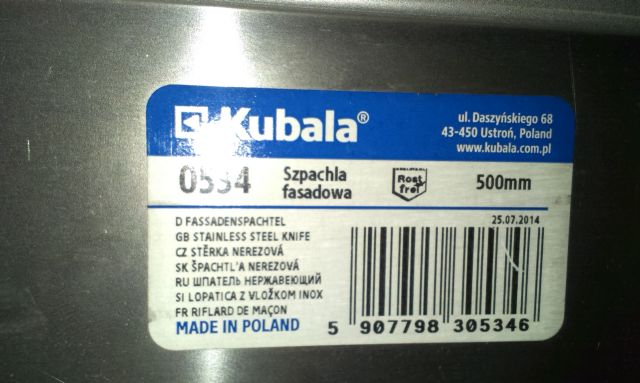 Kubala®
ul. Daszyńskiego 68
43-450 Ustroń, Poland
www.kubala.com.pl
0534
Szpachla
fasadowa
Rost
frei
500mm
25.07.2014
D FASSADENSPACHTEL
GB STAINLESS STEEL KNIFE
CZ STĚRKA NEREZOVÁ
SK ŠPACHTL'A NEREZOVÁ
RU ШПАТЕЛЬ НЕРЖАВЕЮЩИЙ
SI LOPATICA Z VLOŽKOM INOX
FR RIFLARD DE MAÇON
MADE IN POLAND
5 907798 305346